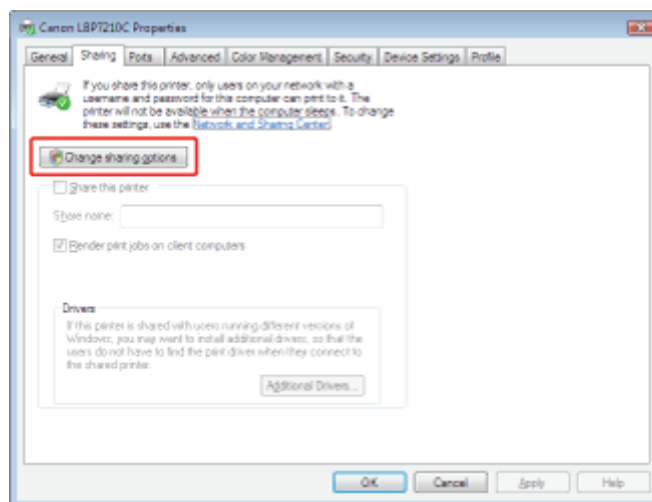 Canon LBP7210C Properties
General Sharing Ports Advanced Color Management Security Device Settings Profile
If you share this printer, only users on your network with a
username and password for this computer can print to it. The
printer will not be available when the computer sleeps. To change
these settings, use the Network and Sharing Center.
Change sharing options
Share this printer
Share name:
Render print jobs on client computers
Drivers
If this printer is shared with users running different versions of
Windows, you may want to install additional drivers, so that the
users do not have to find the print driver when they connect to
the shared printer.
Additional Drivers...
OK Cancel Apply Help